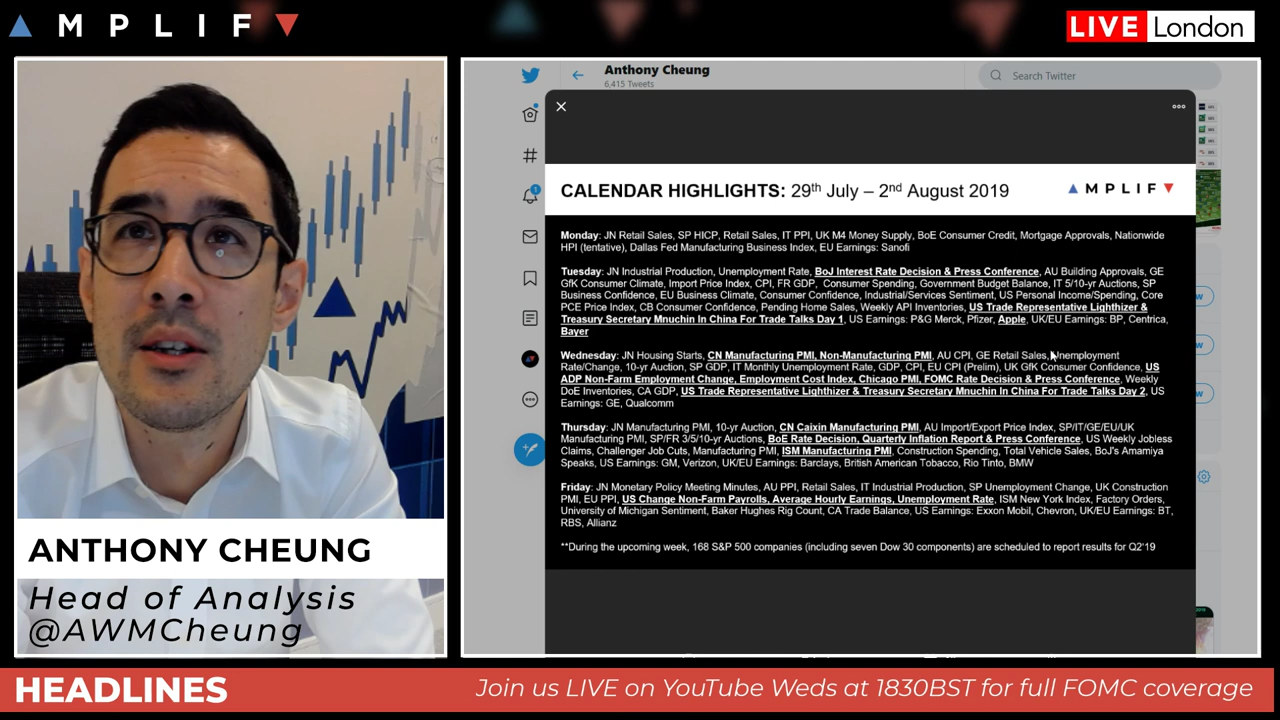 AMPLIFY
LIVE London
Anthony Cheung
6,415 Tweets
Search Twitter
CALENDAR HIGHLIGHTS: 29th July – 2nd August 2019
AMPLIFY
Monday: JN Retail Sales, SP HICP, Retail Sales, IT PPI, UK M4 Money Supply, BoE Consumer Credit, Mortgage Approvals, Nationwide
HPI (tentative), Dallas Fed Manufacturing Business Index, EU Earnings: Sanofi
Tuesday: JN Industrial Production, Unemployment Rate, BoJ Interest Rate Decision & Press Conference, AU Building Approvals, GE
GfK Consumer Climate, Import Price Index, CPI, FR GDP, Consumer Spending, Government Budget Balance, IT 5/10-yr Auctions, SP
Business Confidence, EU Business Climate, Consumer Confidence, Industrial/Services Sentiment, US Personal Income/Spending, Core
PCE Price Index, CB Consumer Confidence, Pending Home Sales, Weekly API Inventories, US Trade Representative Lighthizer &
Treasury Secretary Mnuchin In China For Trade Talks Day 1, US Earnings: P&G Merck, Pfizer, Apple, UK/EU Earnings: BP, Centrica,
Bayer
Wednesday: JN Housing Starts, CN Manufacturing PMI, Non-Manufacturing PMI, AU CPI, GE Retail Sales, Unemployment
Rate/Change, 10-yr Auction, SP GDP, IT Monthly Unemployment Rate, GDP, CPI, EU CPI (Prelim), UK GfK Consumer Confidence, US
ADP Non-Farm Employment Change, Employment Cost Index, Chicago PMI, FOMC Rate Decision & Press Conference, Weekly
DoE Inventories, CA GDP, US Trade Representative Lighthizer & Treasury Secretary Mnuchin In China For Trade Talks Day 2, US
Earnings: GE, Qualcomm
Thursday: JN Manufacturing PMI, 10-yr Auction, CN Caixin Manufacturing PMI, AU Import/Export Price Index, SP/IT/GE/EU/UK
Manufacturing PMI, SP/FR 3/5/10-yr Auctions, BoE Rate Decision, Quarterly Inflation Report & Press Conference, US Weekly Jobless
Claims, Challenger Job Cuts, Manufacturing PMI, ISM Manufacturing PMI, Construction Spending, Total Vehicle Sales, BoJ's Amamiya
Speaks, US Earnings: GM, Verizon, UK/EU Earnings: Barclays, British American Tobacco, Rio Tinto, BMW
Friday: JN Monetary Policy Meeting Minutes, AU PPI, Retail Sales, IT Industrial Production, SP Unemployment Change, UK Construction
PMI, EU PPI, US Change Non-Farm Payrolls, Average Hourly Earnings, Unemployment Rate, ISM New York Index, Factory Orders,
University of Michigan Sentiment, Baker Hughes Rig Count, CA Trade Balance, US Earnings: Exxon Mobil, Chevron, UK/EU Earnings: BT,
RBS, Allianz
**During the upcoming week, 168 S&P 500 companies (including seven Dow 30 components) are scheduled to report results for Q2'19
1
w
w
w
ANTHONY CHEUNG
Head of Analysis
@AWMCheung
HEADLINES
Join us LIVE on YouTube Weds at 1830BST for full FOMC coverage